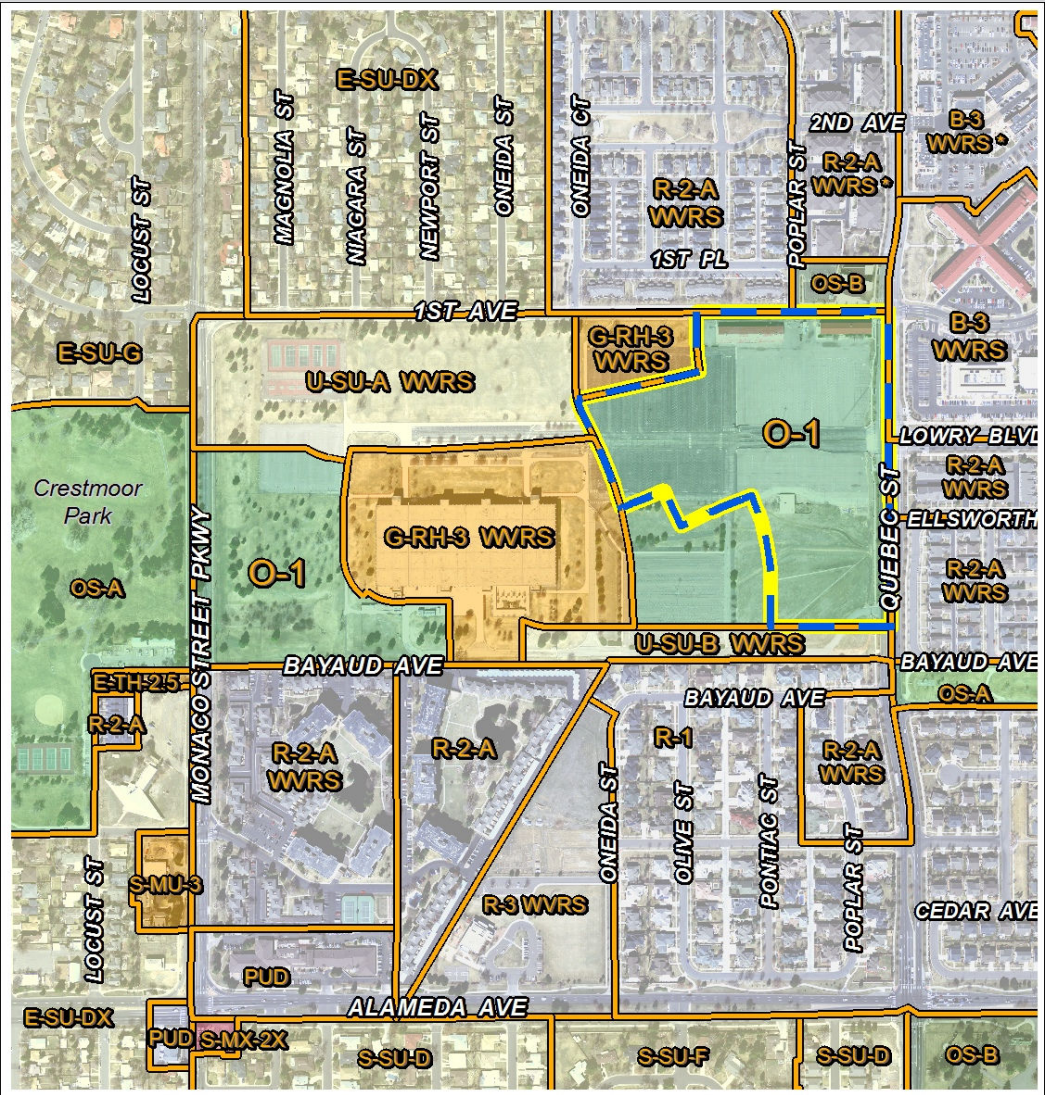 E-SU-DX
MAGNOLIA ST
NIAGARA ST
NEWPORT ST
ONEIDA ST
ONEIDA CT
2ND AVE
B-3
WVRS *
R-2-A
WVRS *
POPLAR ST
LOCUST ST
R-2-A
WVRS
1ST PL
OS-B
1ST AVE
G-RH-3
WVRS
B-3
WVRS
E-SU-G
U-SU-A WVRS
O-1
LOWRY BLVD
R-2-A
WVRS
Crestmoor
Park
QUEBEC ST
ELLSWORTH
G-RH-3 WVRS
O-1
R-2-A
WVRS
OS-A
MONACO STREET PKWY
U-SU-B WVRS
BAYAUD AVE
BAYAUD AVE
E-TH-2.5
BAYAUD AVE
OS-A
R-2-A
R-2-A
WVRS
R-2-A
R-1
R-2-A
WVRS
ONEIDA ST
OLIVE ST
PONTIAC ST
POPLAR ST
LOCUST ST
S-MU-3
R-3 WVRS
CEDAR AVE
PUD
ALAMEDA AVE
E-SU-DX
PUD
S-MX-2X
S-SU-D
S-SU-F
S-SU-D
OS-B